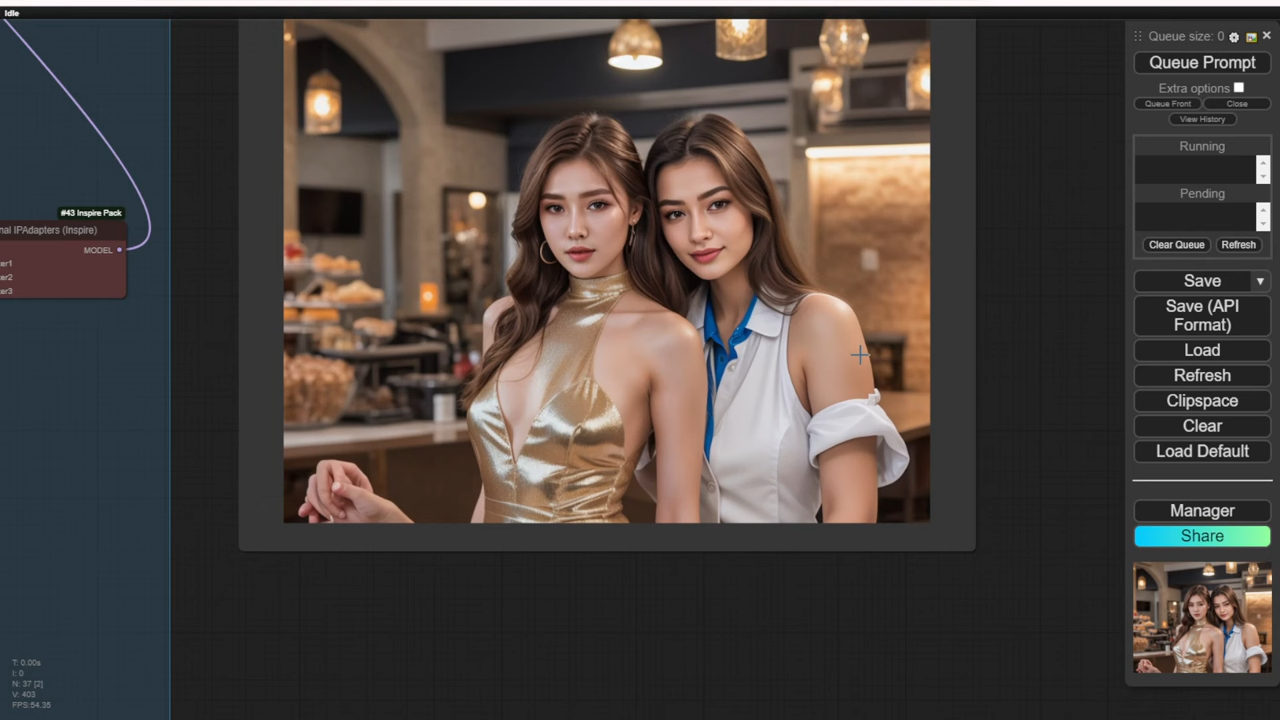 Idle
#43 Inspire Pack
nal IPAdapters (Inspire)
MODEL
er1
er2
er3
T: 0.00s
I: 0
N: 37 [2]
V: 403
FPS:54.35
Queue size: 0
Queue Prompt
Extra options
Queue Front Close
View History
Running
Pending
Clear Queue Refresh
Save ▼
Save (API
Format)
Load
Refresh
Clipspace
Clear
Load Default
Manager
Share